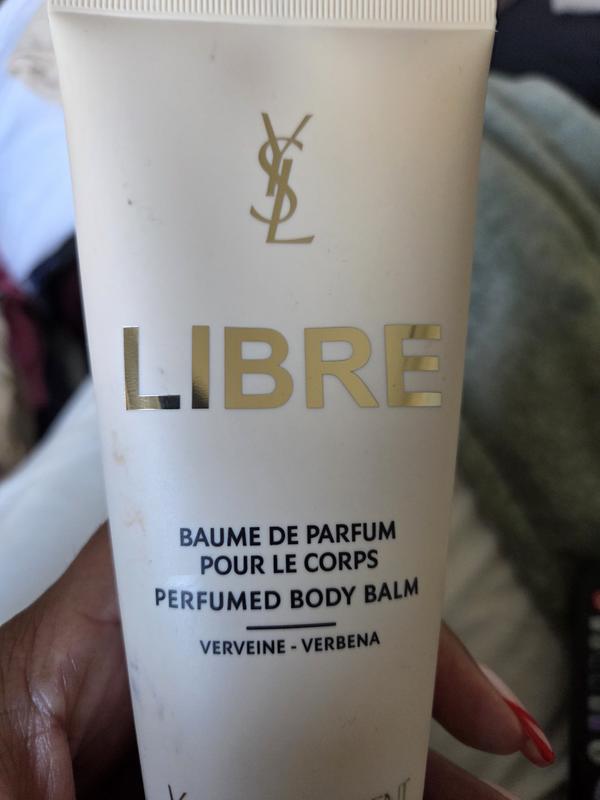 YSL
LIBRE
BAUME DE PARFUM
POUR LE CORPS
PERFUMED BODY BALM
VERVEINE - VERBENA